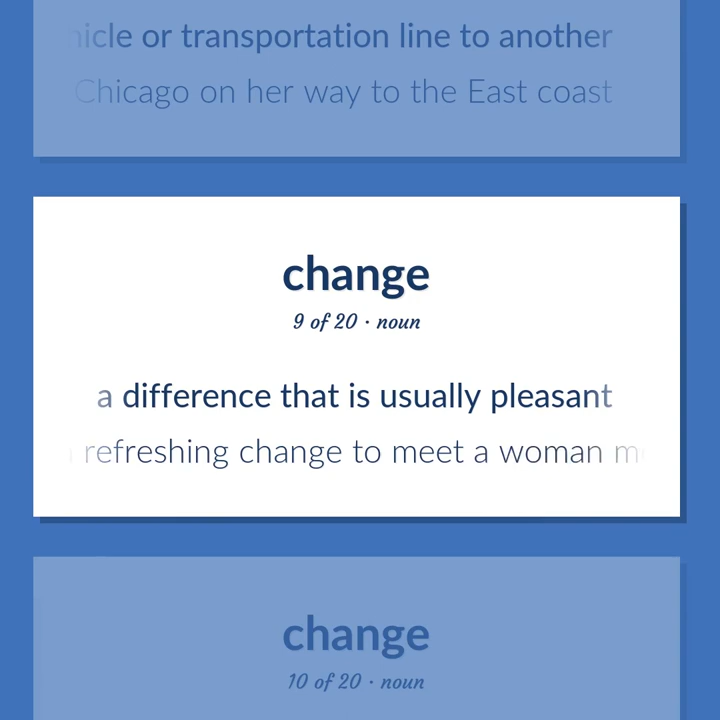 or transportation line to another
Chicago on her way to the East coast
change
9 of 20 · noun
a difference that is usually pleasant
refreshing change to meet a woman
change
10 of 20 · noun